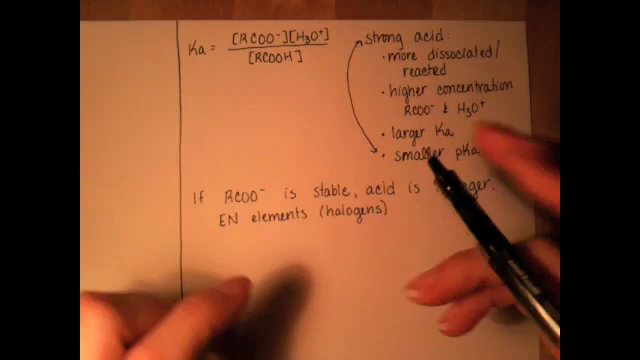 Ka = [RCOO⁻][H₃O⁺] / [RCOOH]
strong acid:
• more dissociated/
reacted
• higher concentration
RCOO⁻ & H₃O⁺
• larger Ka
• smaller pKa
If RCOO⁻ is stable, acid is
EN elements (halogens)